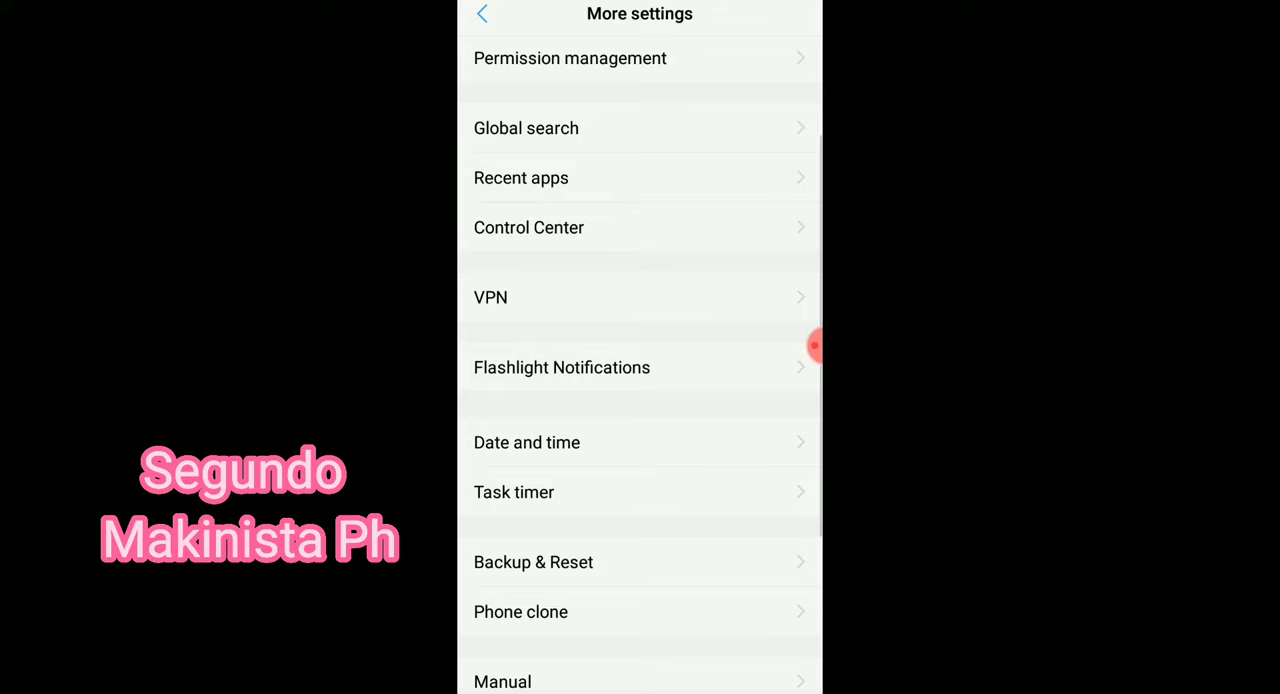 More settings
Permission management
Global search
Recent apps
Control Center
VPN
Flashlight Notifications
Date and time
Task timer
Backup & Reset
Phone clone
Manual
Segundo
Makinista Ph